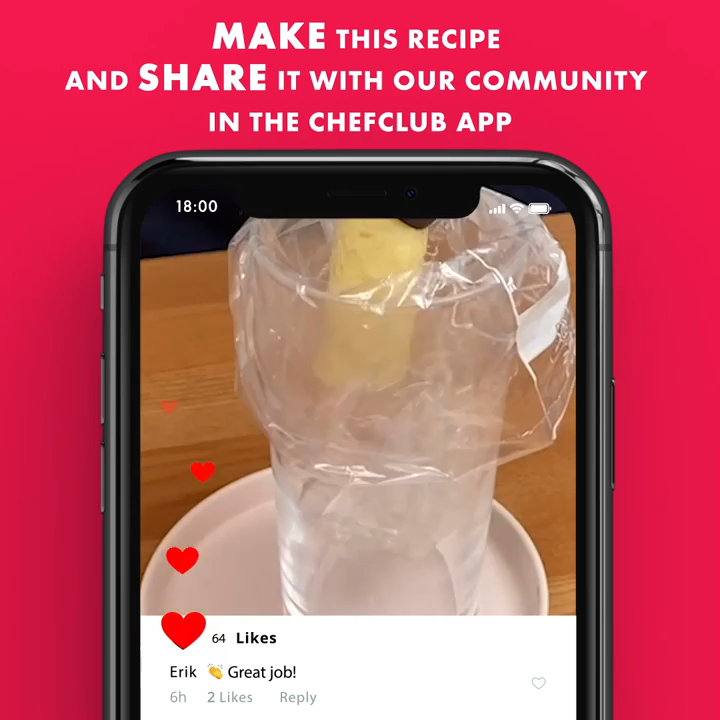 MAKE THIS RECIPE
AND SHARE IT WITH OUR COMMUNITY
IN THE CHEFCLUB APP
18:00
64 Likes
Erik 👏 Great job!
6h 2 Likes Reply